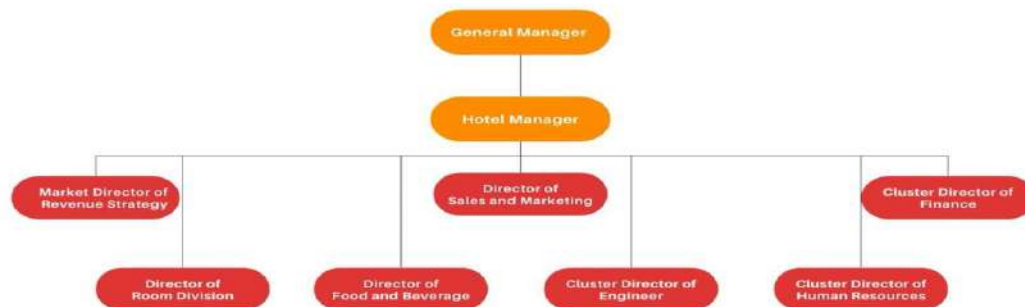 General Manager
Hotel Manager
Market Director of
Revenue Strategy
Director of
Sales and Marketing
Cluster Director of
Finance
Director of
Room Division
Director of
Food and Beverage
Cluster Director of
Engineer
Cluster Director of
Human Resoures